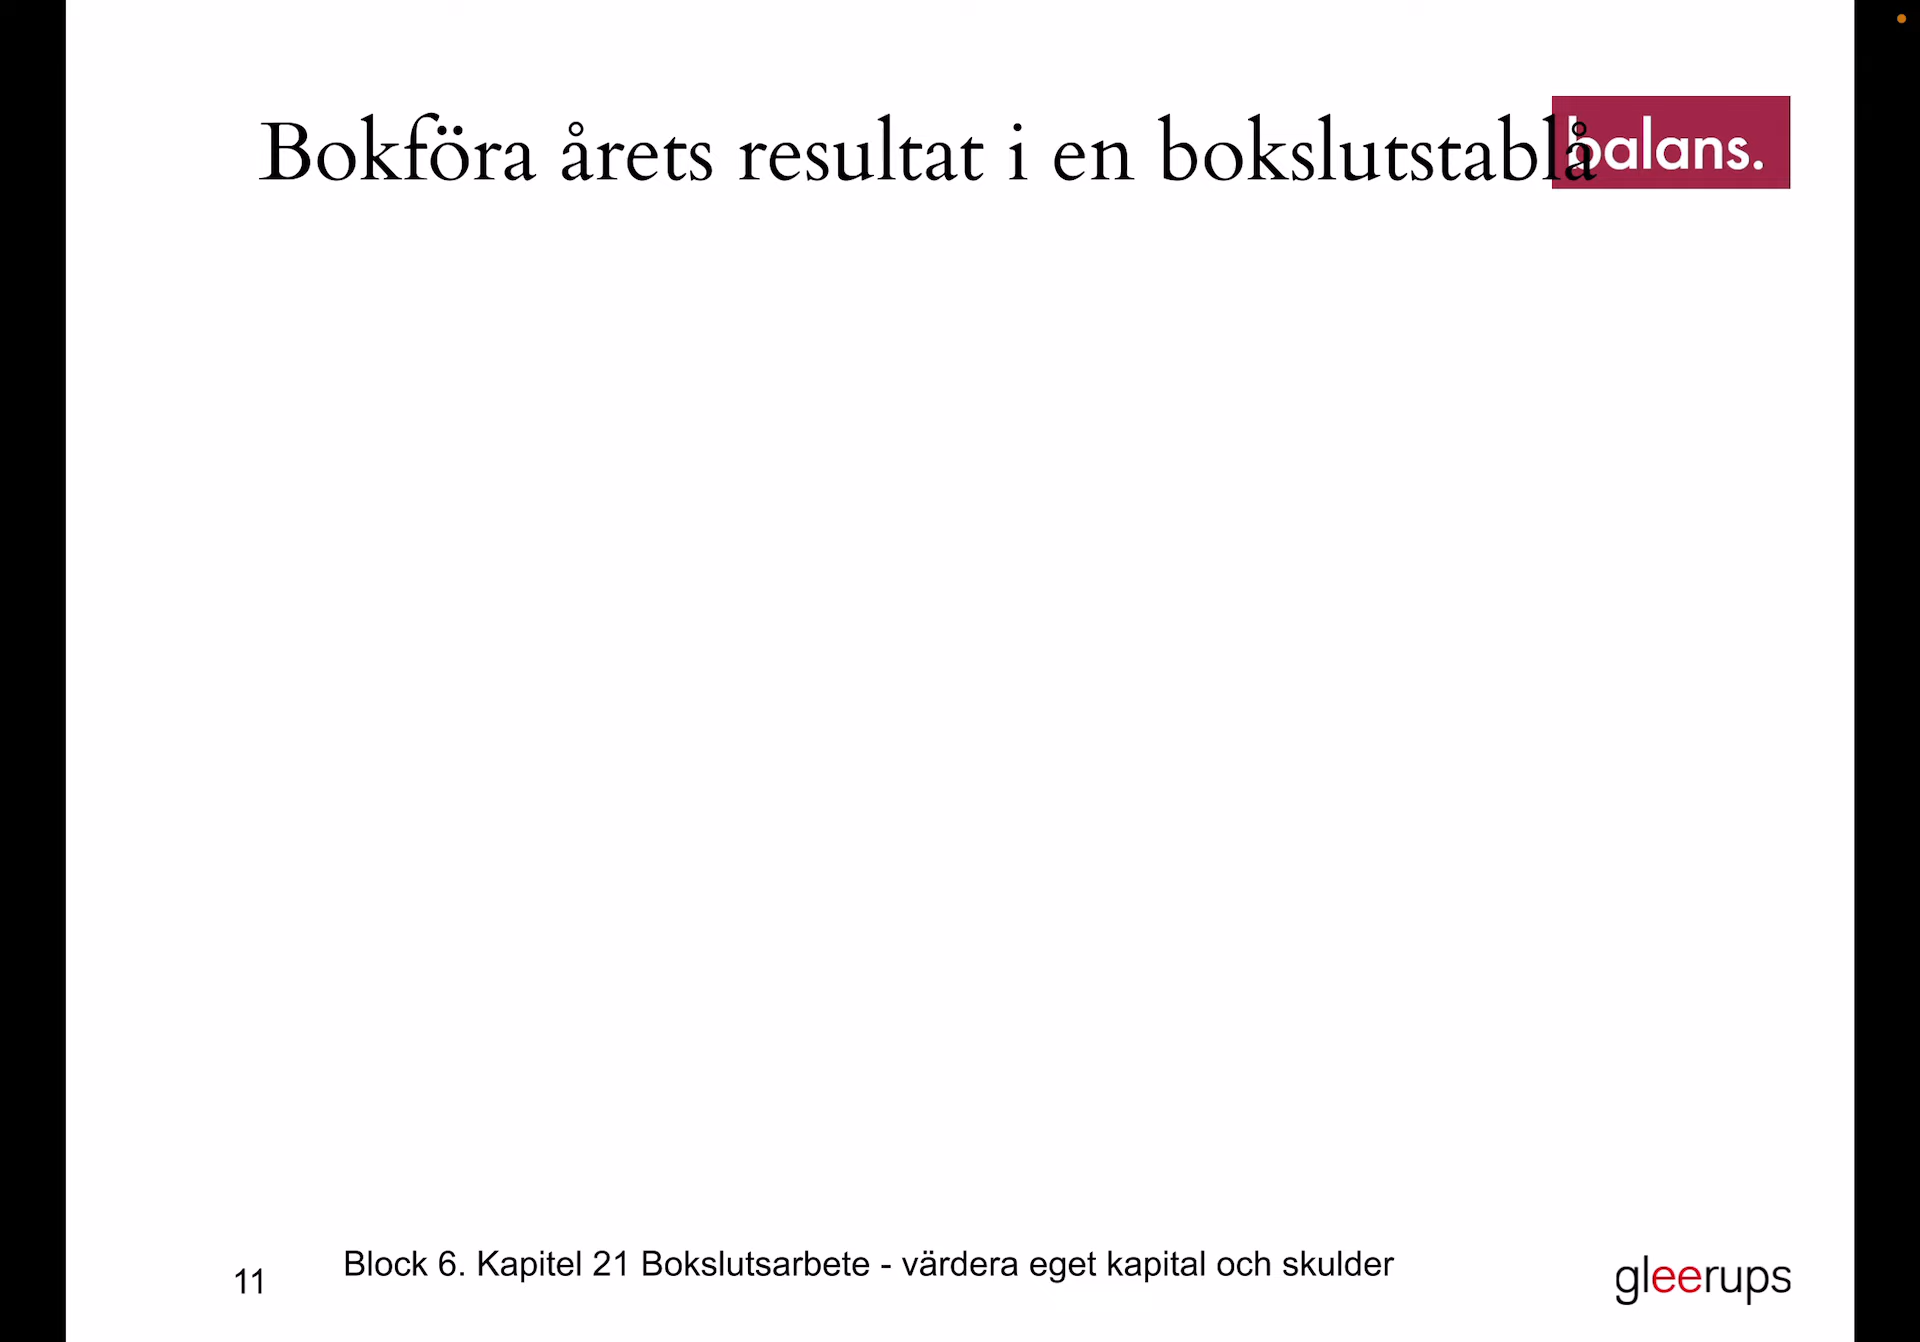 Bokföra årets resultat i en bokslutstablå
balans.
Block 6. Kapitel 21 Bokslutsarbete - värdera eget kapital och skulder
11
gleerups